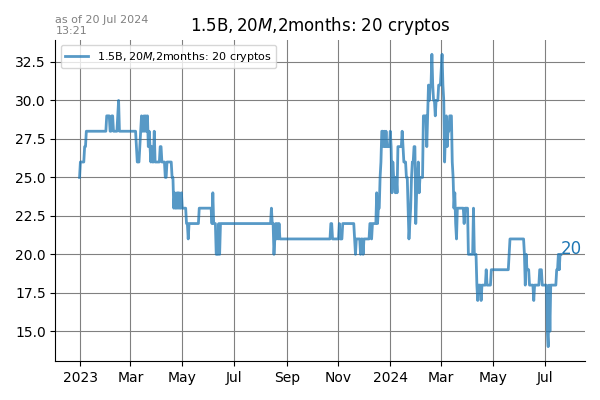 as of 20 Jul 2024
13:21
1.5B, 20M,2months: 20 cryptos
1.5B, 20M,2months: 20 cryptos
32.5
30.0
27.5
25.0
22.5
20.0
17.5
15.0
20
2023 Mar May Jul Sep Nov 2024 Mar May Jul